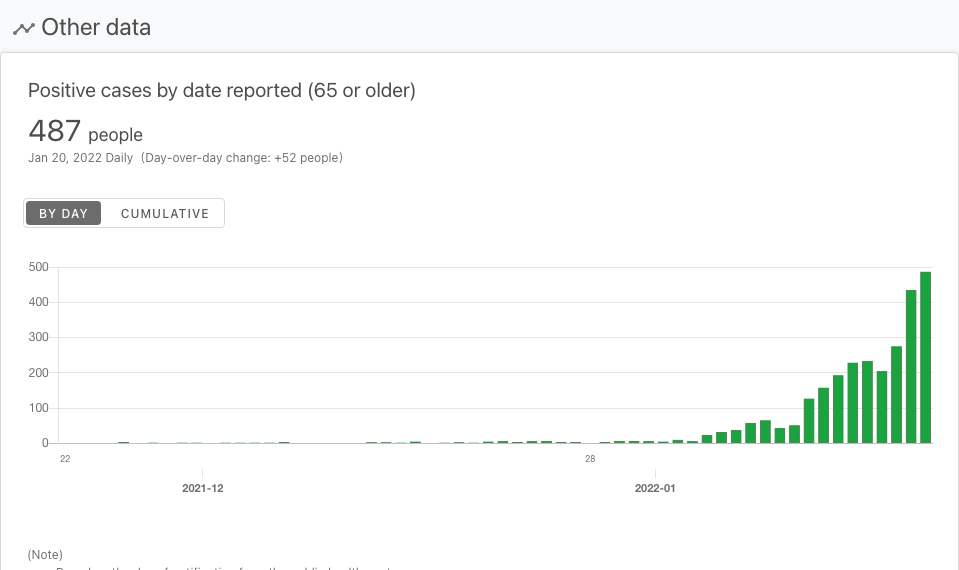 Other data
Positive cases by date reported (65 or older)
487 people
Jan 20, 2022 Daily (Day-over-day change: +52 people)
BY DAY CUMULATIVE
500
400
300
200
100
0
22 28
2021-12 2022-01
(Note)